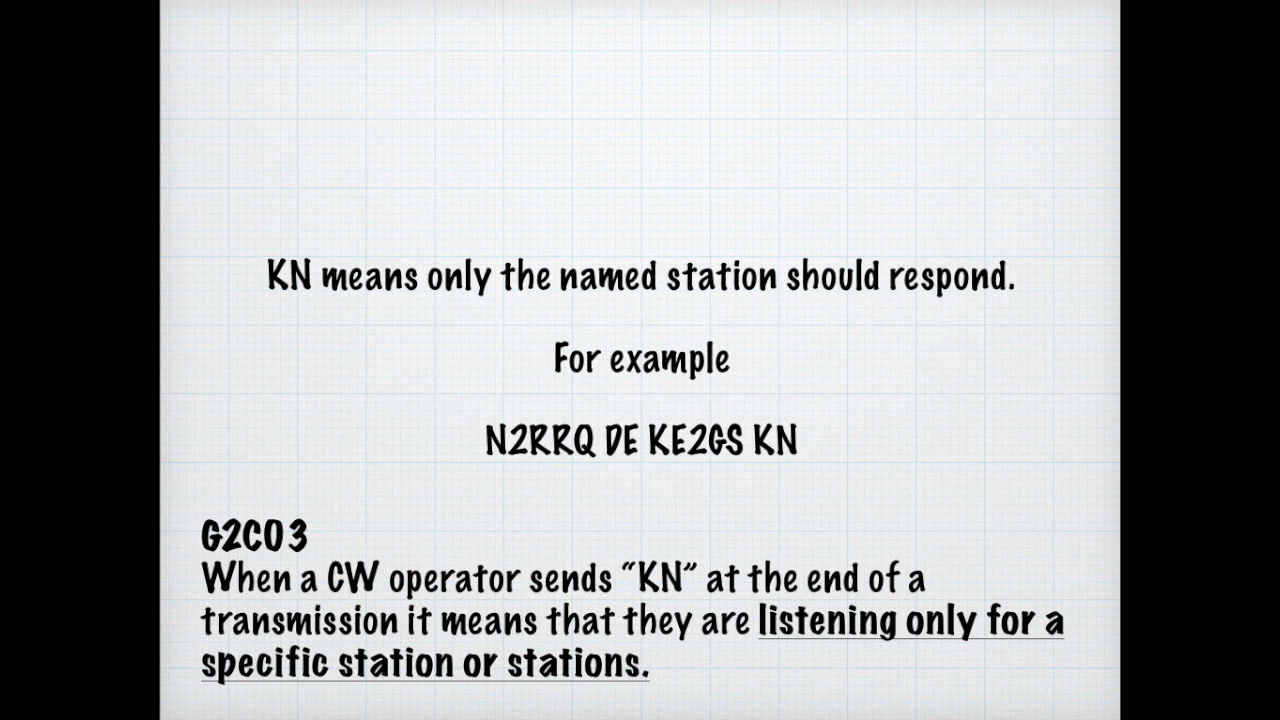 KN means only the named station should respond.
For example
N2RRQ DE KE2GS KN
G2C03
When a CW operator sends “KN” at the end of a
transmission it means that they are listening only for a
specific station or stations.